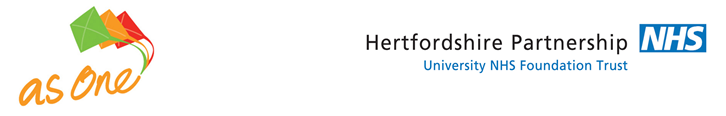 as one
Hertfordshire Partnership NHS
University NHS Foundation Trust